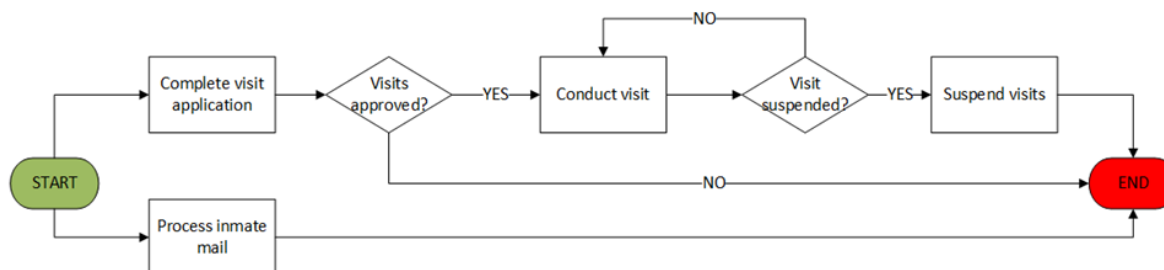 NO
Complete visit
application
Visits
approved?
YES
Conduct visit
Visit
suspended?
YES
Suspend visits
START
NO
END
Process inmate
mail